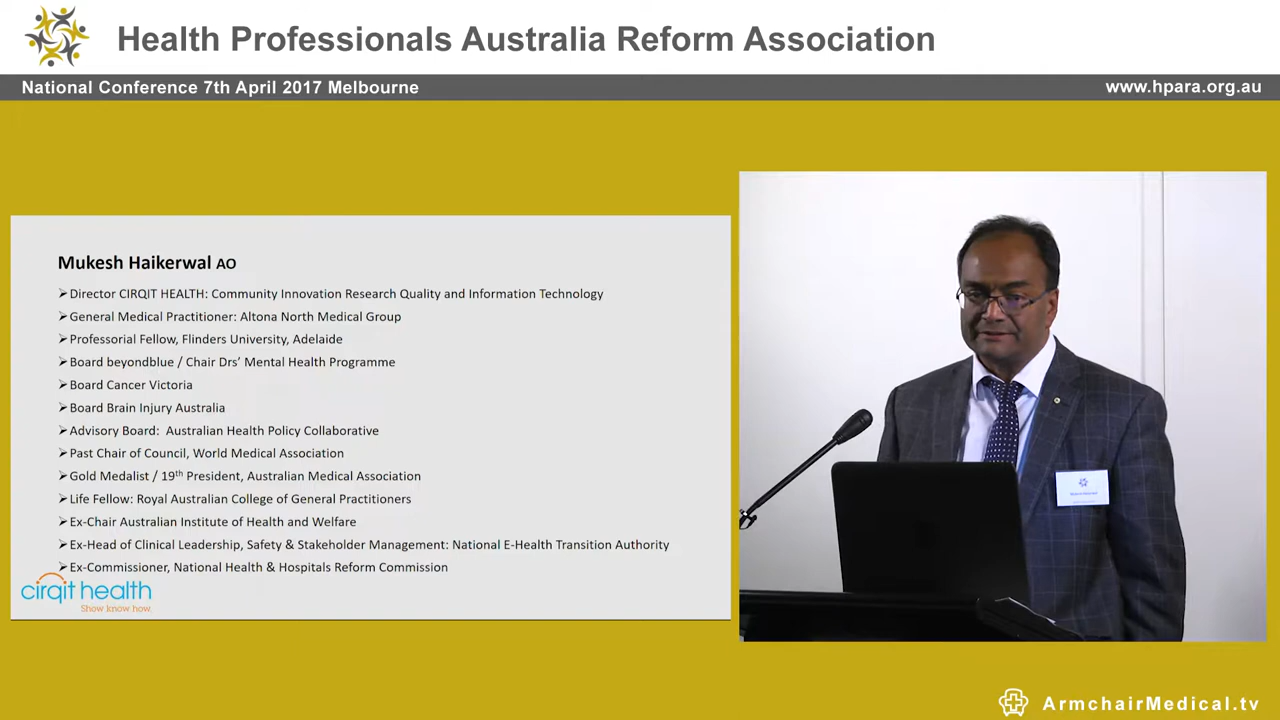 Health Professionals Australia Reform Association
National Conference 7th April 2017 Melbourne
www.hpara.org.au
Mukesh Haikerwal AO
➢Director CIRQIT HEALTH: Community Innovation Research Quality and Information Technology
➢General Medical Practitioner: Altona North Medical Group
➢Professorial Fellow, Flinders University, Adelaide
➢Board beyondblue / Chair Drs' Mental Health Programme
➢Board Cancer Victoria
➢Board Brain Injury Australia
➢Advisory Board: Australian Health Policy Collaborative
➢Past Chair of Council, World Medical Association
➢Gold Medalist / 19th President, Australian Medical Association
➢Life Fellow: Royal Australian College of General Practitioners
➢Ex-Chair Australian Institute of Health and Welfare
➢Ex-Head of Clinical Leadership, Safety & Stakeholder Management: National E-Health Transition Authority
➢Ex-Commissioner, National Health & Hospitals Reform Commission
cirqit health
Show know how.
ArmchairMedical.tv